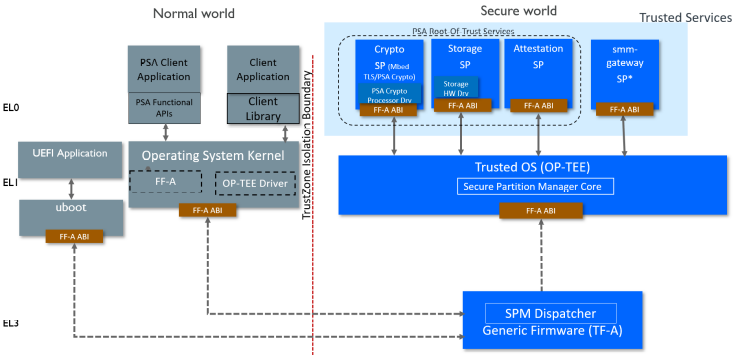 Normal world
Secure world
Trusted Services
PSA Root Of Trust Services
PSA Client
Application
PSA Functional
APIs
Client
Application
Client
Library
Crypto
SP (Mbed
TLS/PSA Crypto)
PSA Crypto
Processor Drv
FF-A ABI
Storage
SP
Storage
HW Drv
FF-A ABI
Attestation
SP
FF-A ABI
smm-
gateway
SP*
FF-A ABI
EL0
TrustZone Isolation Boundary
UEFI Application
Operating System Kernel
FF-A
OP-TEE Driver
FF-A ABI
Trusted OS (OP-TEE)
Secure Partition Manager Core
FF-A ABI
EL1
uboot
FF-A ABI
SPM Dispatcher
Generic Firmware (TF-A)
EL3